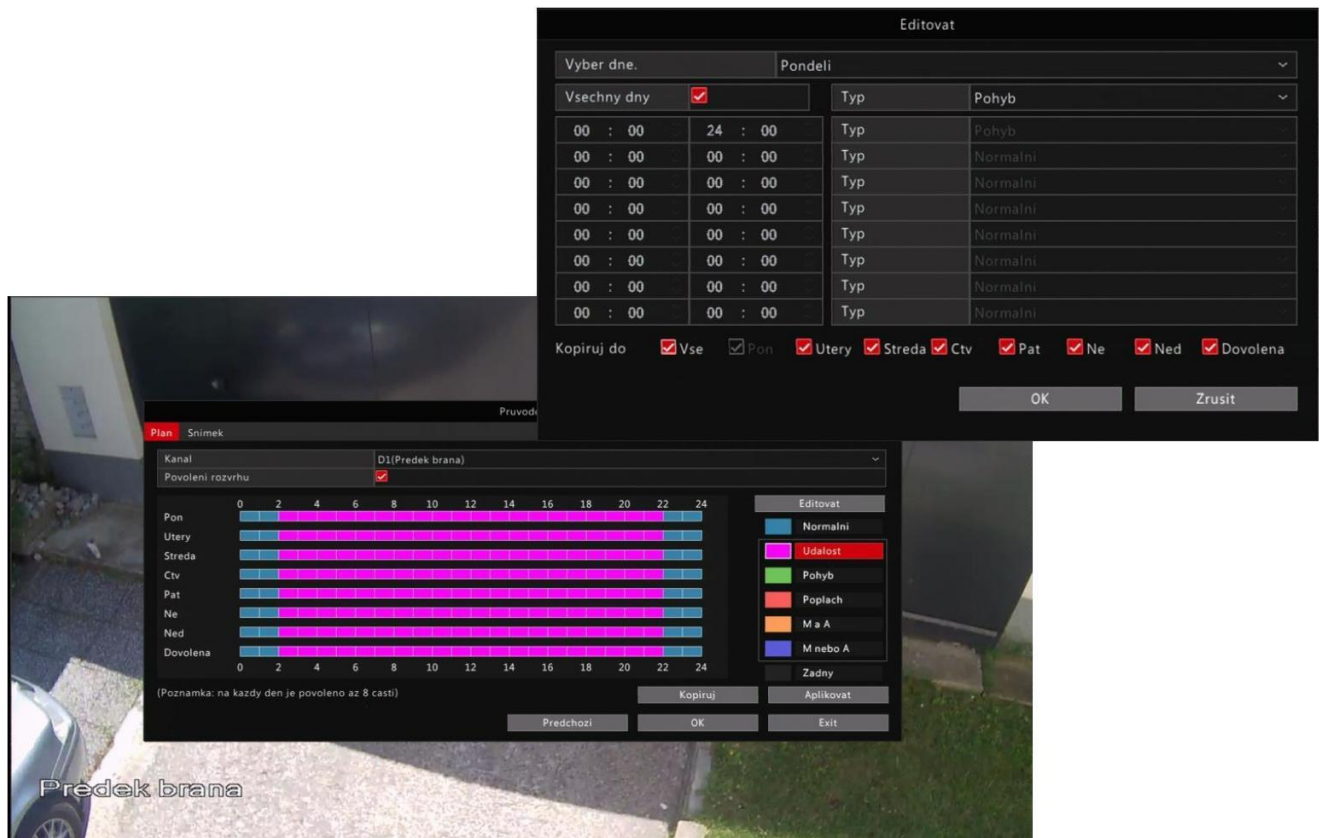 Editovat
Vyber dne. Pondeli
Vsechny dny Typ Pohyb
00 : 00 24 : 00 Typ Pohyb
00 : 00 00 : 00 Typ Normalni
00 : 00 00 : 00 Typ Normalni
00 : 00 00 : 00 Typ Normalni
00 : 00 00 : 00 Typ Normalni
00 : 00 00 : 00 Typ Normalni
00 : 00 00 : 00 Typ Normalni
00 : 00 00 : 00 Typ Normalni
Kopiruj do Vse Pon Utery Streda Ctv Pat Ne Ned Dovolena
OK Zrusit
Plan Snimek
Kanal D1(Predek brana)
Povoleni rozvrhu
0 2 4 6 8 10 12 14 16 18 20 22 24 Editovat
Pon Normalni
Utery
Streda Udalost
Ctv Pohyb
Pat Poplach
Ne M a A
Ned
Dovolena M nebo A
0 2 4 6 8 10 12 14 16 18 20 22 24 Zadny
(Poznamka: na kazdy den je povoleno az 8 casti) Kopiruj Aplikovat
Predchozi OK Exit
Predek brana